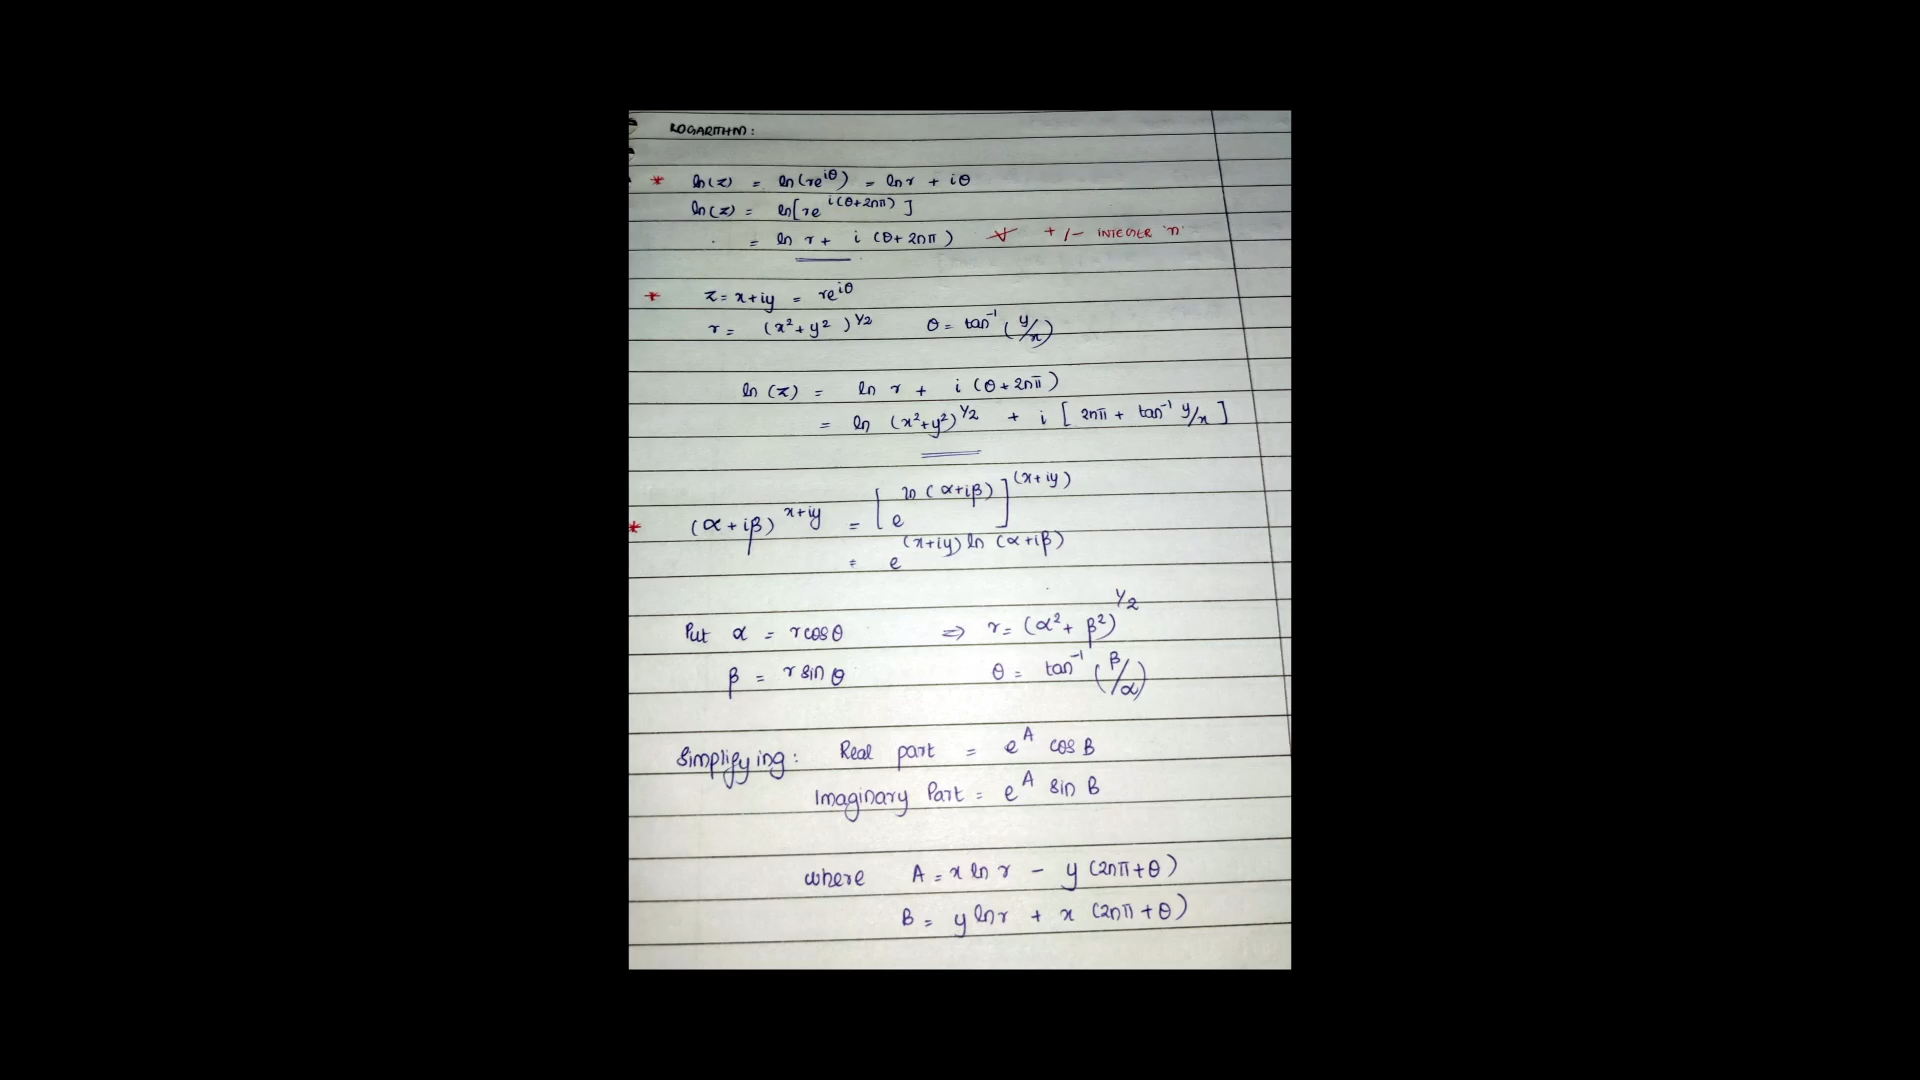 LOGARITHM:
* ln(z) = ln(re^{iθ}) = ln r + iθ
ln(z) = ln[re^{i(θ+2nπ)}]
= ln r + i (θ+2nπ) ∀ +/- INTEGER 'n'
* z = x+iy = re^{iθ}
r = (x²+y²)^{1/2} θ = tan⁻¹(y/x)
ln (z) = ln r + i (θ+2nπ)
= ln (x²+y²)^{1/2} + i [2nπ + tan⁻¹ y/x]
* (α+iβ)^{x+iy} = [e^{ln(α+iβ)}]^{(x+iy)}
= e^{(x+iy) ln (α+iβ)}
Put α = r cosθ ⇒ r = (α²+β²)^{1/2}
β = r sin θ θ = tan⁻¹(β/α)
Simplifying: Real part = e^A cos B
Imaginary Part = e^A sin B
where A = x ln r - y (2nπ+θ)
B = y ln r + x (2nπ+θ)